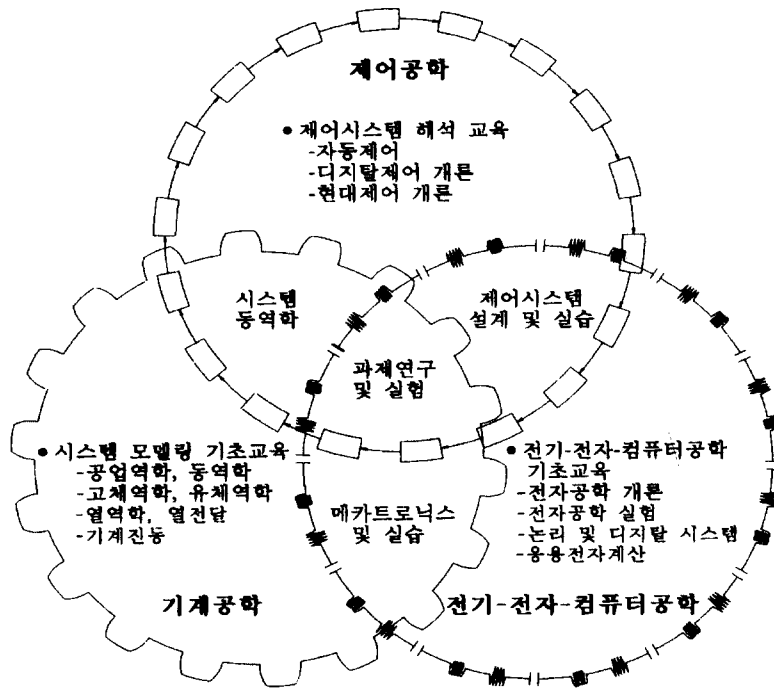 제어공학
● 제어시스템 해석 교육
-자동제어
-디지탈제어 개론
-현대제어 개론
시스템
동역학
제어시스템
설계 및 실습
과제연구
및 실험
● 시스템 모델링 기초교육
-공업역학, 동역학
-고체역학, 유체역학
-열역학, 열전달
-기계진동
● 전기-전자-컴퓨터공학
기초교육
-전자공학 개론
-전자공학 실험
-논리 및 디지탈 시스템
-응용전자계산
메카트로닉스
및 실습
기계공학
전기-전자-컴퓨터공학